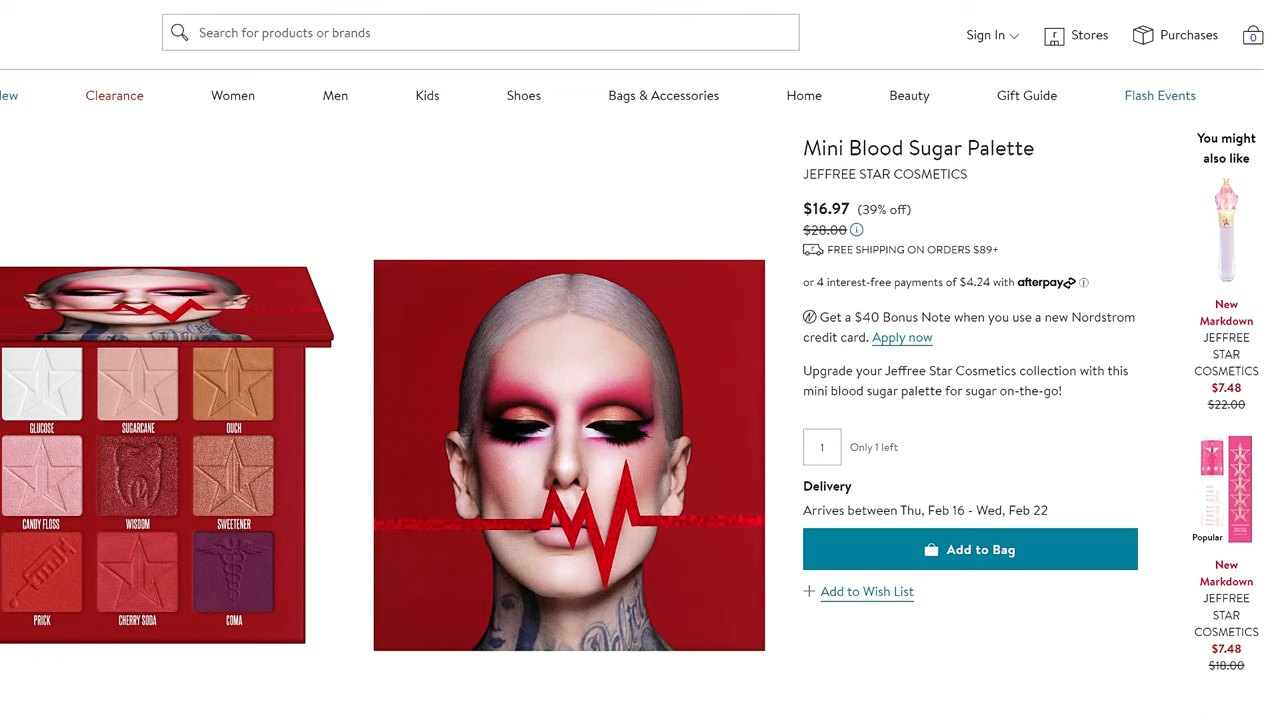 Search for products or brands
Sign In
Stores
Purchases
0
Clearance
Women
Men
Kids
Shoes
Bags & Accessories
Home
Beauty
Gift Guide
Flash Events
GLUCOSE
SUGARCANE
OUCH
CANDY FLOSS
WISDOM
SWEETENER
PRICK
CHERRY SODA
COMA
Mini Blood Sugar Palette
JEFFREE STAR COSMETICS
$16.97 (39% off)
$28.00
FREE SHIPPING ON ORDERS $89+
or 4 interest-free payments of $4.24 with afterpay
Get a $40 Bonus Note when you use a new Nordstrom
credit card. Apply now
Upgrade your Jeffree Star Cosmetics collection with this
mini blood sugar palette for sugar on-the-go!
1
Only 1 left
Delivery
Arrives between Thu, Feb 16 - Wed, Feb 22
Add to Bag
Add to Wish List
You might
also like
New
Markdown
JEFFREE
STAR
COSMETICS
$7.48
$22.00
Popular
New
Markdown
JEFFREE
STAR
COSMETICS
$7.48
$18.00